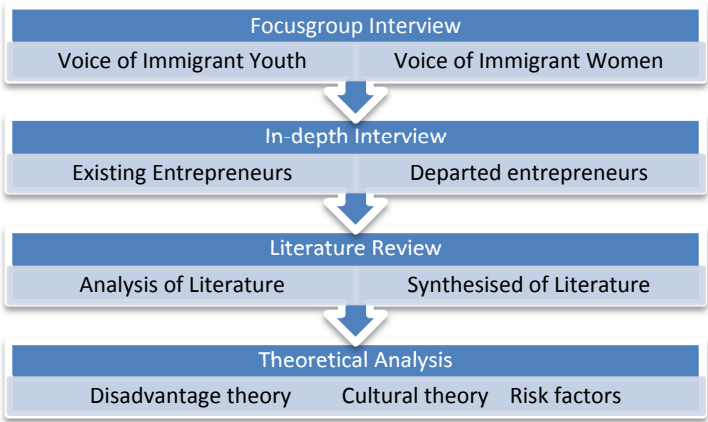 Focusgroup Interview
Voice of Immigrant Youth Voice of Immigrant Women
In-depth Interview
Existing Entrepreneurs Departed entrepreneurs
Literature Review
Analysis of Literature Synthesised of Literature
Theoretical Analysis
Disadvantage theory Cultural theory Risk factors